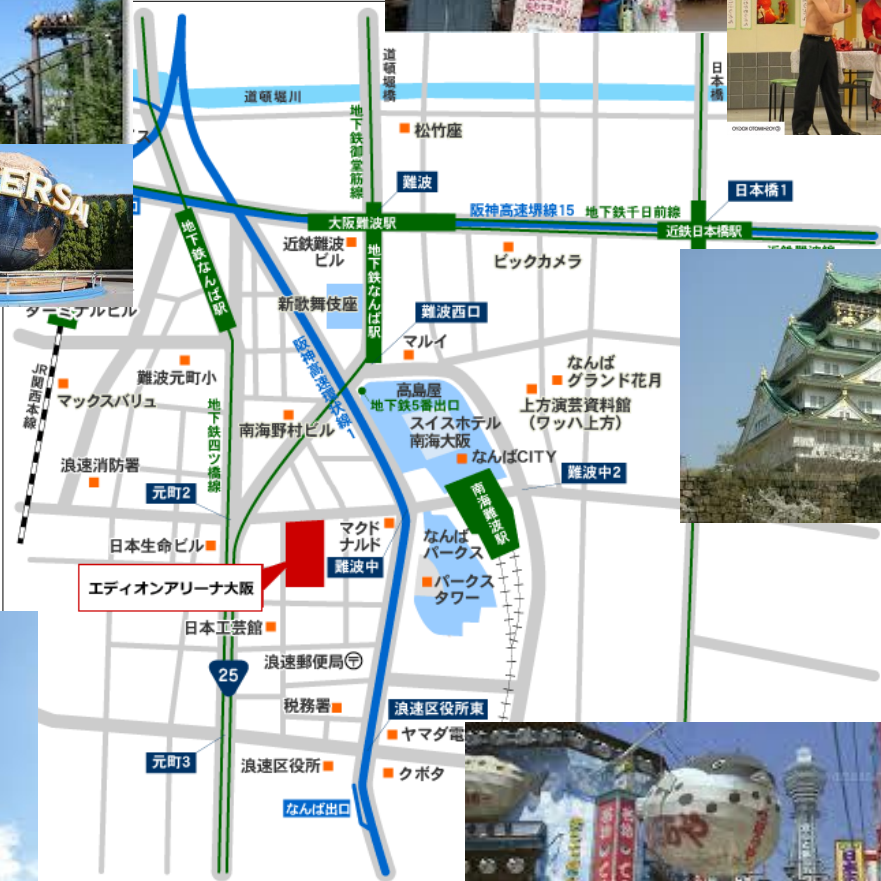 道頓堀橋
日本橋
道頓堀川
地下鉄御堂筋線
松竹座
ERSAL
難波
日本橋1
阪神高速堺線15
地下鉄千日前線
大阪難波駅
近鉄日本橋駅
地下鉄なんば駅
近鉄難波
ビル
地下鉄なんば駅
ビックカメラ
新歌舞伎座
難波西口
ターミナルビル
阪神高速環状線1
マルイ
JR関西本線
難波元町小
なんば
グランド花月
マックスバリュ
高島屋
地下鉄5番出口
上方演芸資料館
(ワッハ上方)
地下鉄四ツ橋線
南海野村ビル
スイスホテル
南海大阪
なんばCITY
浪速消防署
難波中2
元町2
南海難波駅
マクド
ナルド
なんば
パークス
日本生命ビル
難波中
エディオンアリーナ大阪
パークス
タワー
日本工芸館
浪速郵便局〒
25
税務署
浪速区役所東
ヤマダ電
元町3
浪速区役所
クボタ
なんば出口